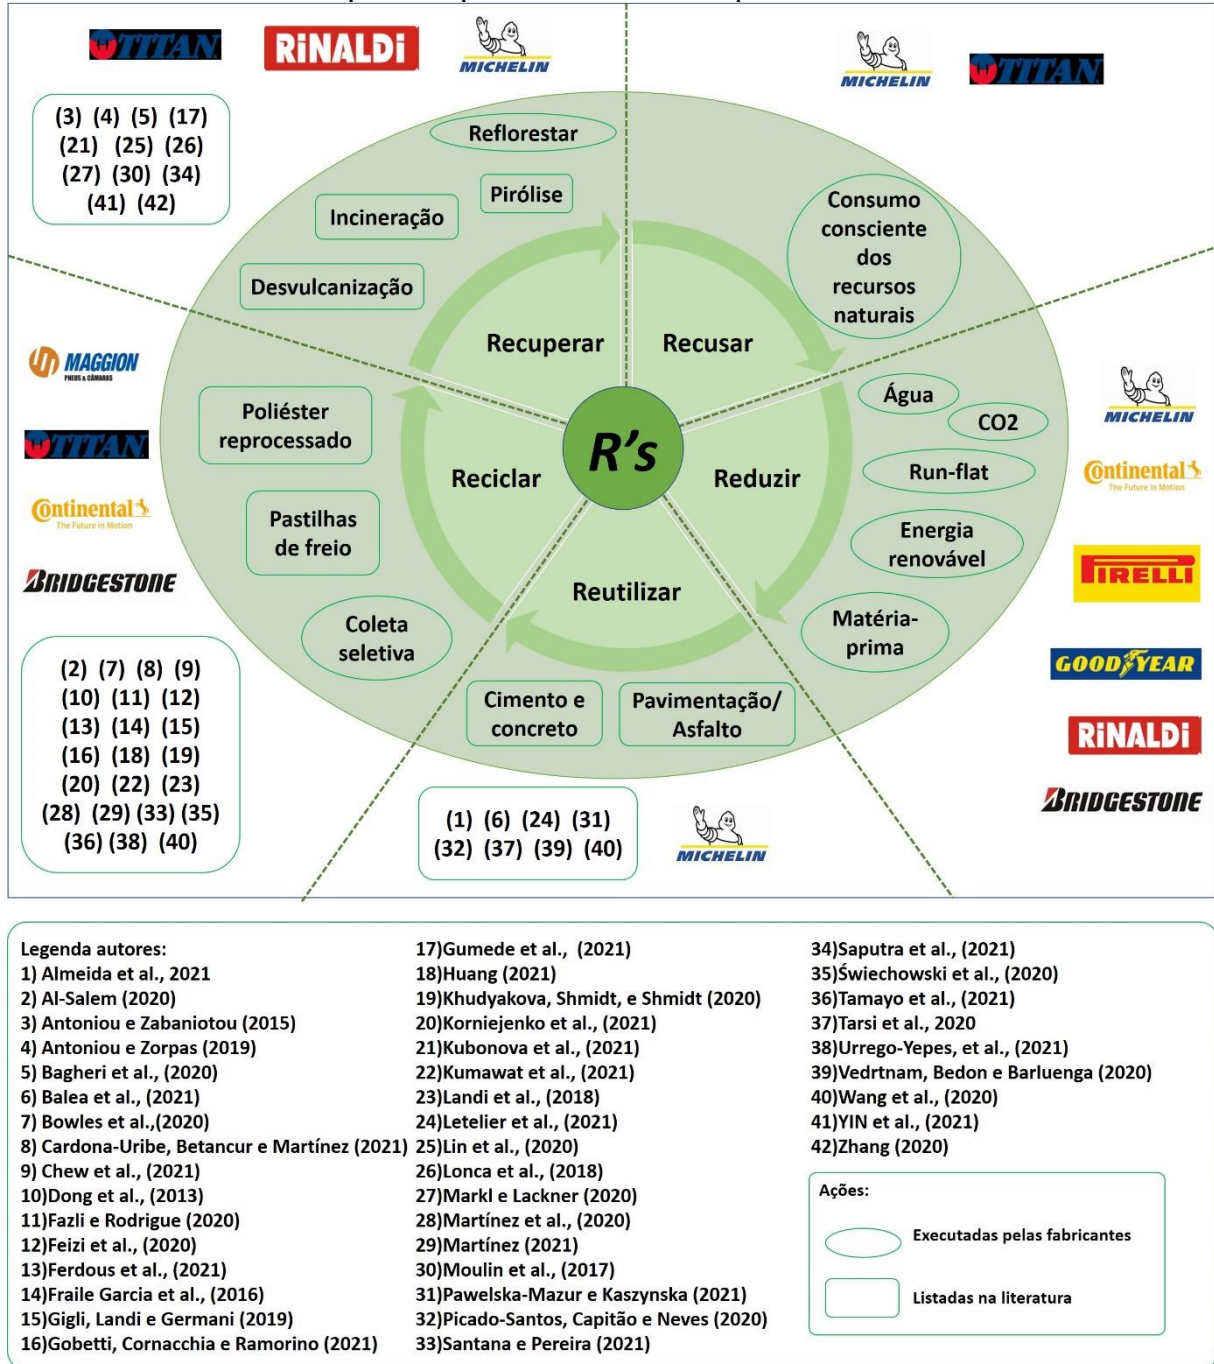 TITAN
RiNALDi
MICHELIN
MICHELIN
TITAN
(3) (4) (5) (17)
(21) (25) (26)
(27) (30) (34)
(41) (42)
Reflorestar
Pirólise
Incineração
Desvulcanização
Consumo
consciente
dos
recursos
naturais
Recuperar
Recusar
MAGGION
PNEUS & CÂMARAS
TITAN
Continental
The Future in Motion
BRIDGESTONE
Poliéster
reprocessado
Pastilhas
de freio
Coleta
seletiva
Reciclar
R's
Reduzir
Reutilizar
Água
CO2
Run-flat
Energia
renovável
Matéria-
prima
Cimento e
concreto
Pavimentação/
Asfalto
MICHELIN
Continental
The Future in Motion
PIRELLI
GOODYEAR
RiNALDi
BRIDGESTONE
(2) (7) (8) (9)
(10) (11) (12)
(13) (14) (15)
(16) (18) (19)
(20) (22) (23)
(28) (29) (33) (35)
(36) (38) (40)
(1) (6) (24) (31)
(32) (37) (39) (40)
MICHELIN
Legenda autores:
1) Almeida et al., 2021
2) Al-Salem (2020)
3) Antoniou e Zabaniotou (2015)
4) Antoniou e Zorpas (2019)
5) Bagheri et al., (2020)
6) Balea et al., (2021)
7) Bowles et al.,(2020)
8) Cardona-Uribe, Betancur e Martínez (2021)
9) Chew et al., (2021)
10)Dong et al., (2013)
11)Fazli e Rodrigue (2020)
12)Feizi et al., (2020)
13)Ferdous et al., (2021)
14)Fraile Garcia et al., (2016)
15)Gigli, Landi e Germani (2019)
16)Gobetti, Cornacchia e Ramorino (2021)
17)Gumede et al., (2021)
18)Huang (2021)
19)Khudyakova, Shmidt, e Shmidt (2020)
20)Korniejenko et al., (2021)
21)Kubonova et al., (2021)
22)Kumawat et al., (2021)
23)Landi et al., (2018)
24)Letelier et al., (2021)
25)Lin et al., (2020)
26)Lonca et al., (2018)
27)Markl e Lackner (2020)
28)Martínez et al., (2020)
29)Martínez (2021)
30)Moulin et al., (2017)
31)Pawelska-Mazur e Kaszynska (2021)
32)Picado-Santos, Capitão e Neves (2020)
33)Santana e Pereira (2021)
34)Saputra et al., (2021)
35)Świechowski et al., (2020)
36)Tamayo et al., (2021)
37)Tarsi et al., 2020
38)Urrego-Yepes, et al., (2021)
39)Vedrtnam, Bedon e Barluenga (2020)
40)Wang et al., (2020)
41)YIN et al., (2021)
42)Zhang (2020)
Ações:
Executadas pelas fabricantes
Listadas na literatura